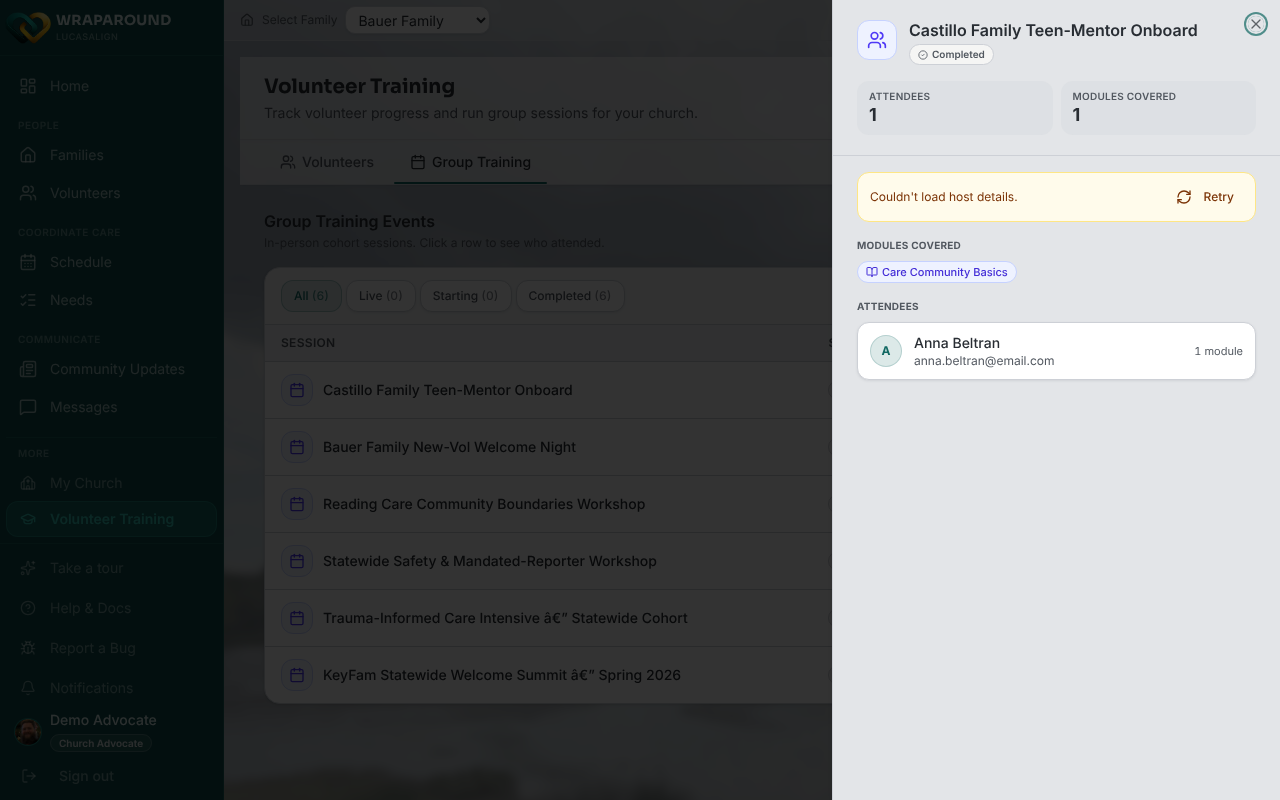 WRAPAROUND
LUCASALION
Home
PEOPLE
Families
Volunteers
COORDINATE CARE
Schedule
Needs
COMMUNICATE
Community Updates
Messages
MORE
My Church
Volunteer Training
Take a tour
Help & Docs
Report a Bug
Notifications
Demo Advocate
Church Advocate
Sign out
Select Family
Bauer Family
Volunteer Training
Track volunteer progress and run group sessions for your church.
Volunteers
Group Training
Group Training Events
In-person cohort sessions. Click a row to see who attended.
All (6)
Live (0)
Starting (0)
Completed (6)
SESSION
Castillo Family Teen-Mentor Onboard
Bauer Family New-Vol Welcome Night
Reading Care Community Boundaries Workshop
Statewide Safety & Mandated-Reporter Workshop
Trauma-Informed Care Intensive â€” Statewide Cohort
KeyFam Statewide Welcome Summit â€” Spring 2026
Castillo Family Teen-Mentor Onboard
Completed
ATTENDEES
1
MODULES COVERED
1
Couldn't load host details.
Retry
MODULES COVERED
Care Community Basics
ATTENDEES
A
Anna Beltran
anna.beltran@email.com
1 module